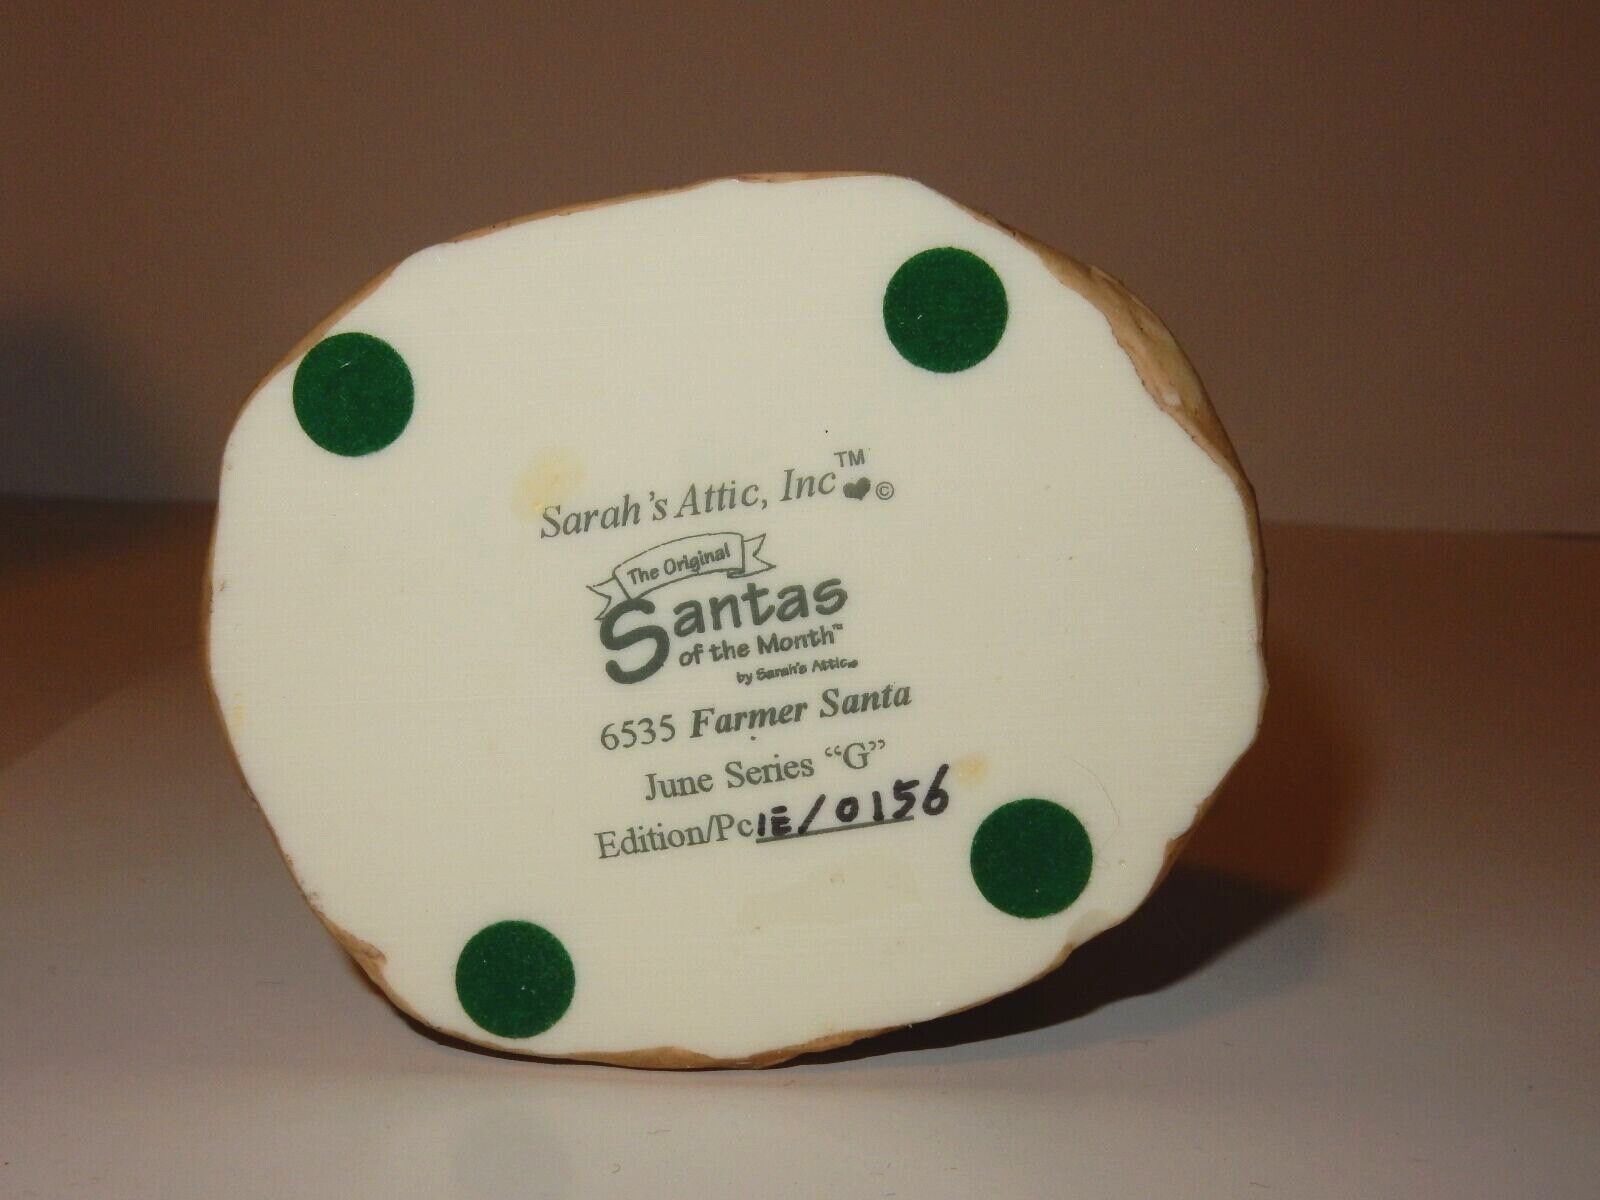 Sarah's Attic, Inc™ ©
The Original
Santas
of the Month™
by Sarah's Attic
6535 Farmer Santa
June Series “G”
Edition/Pc 1E/0156